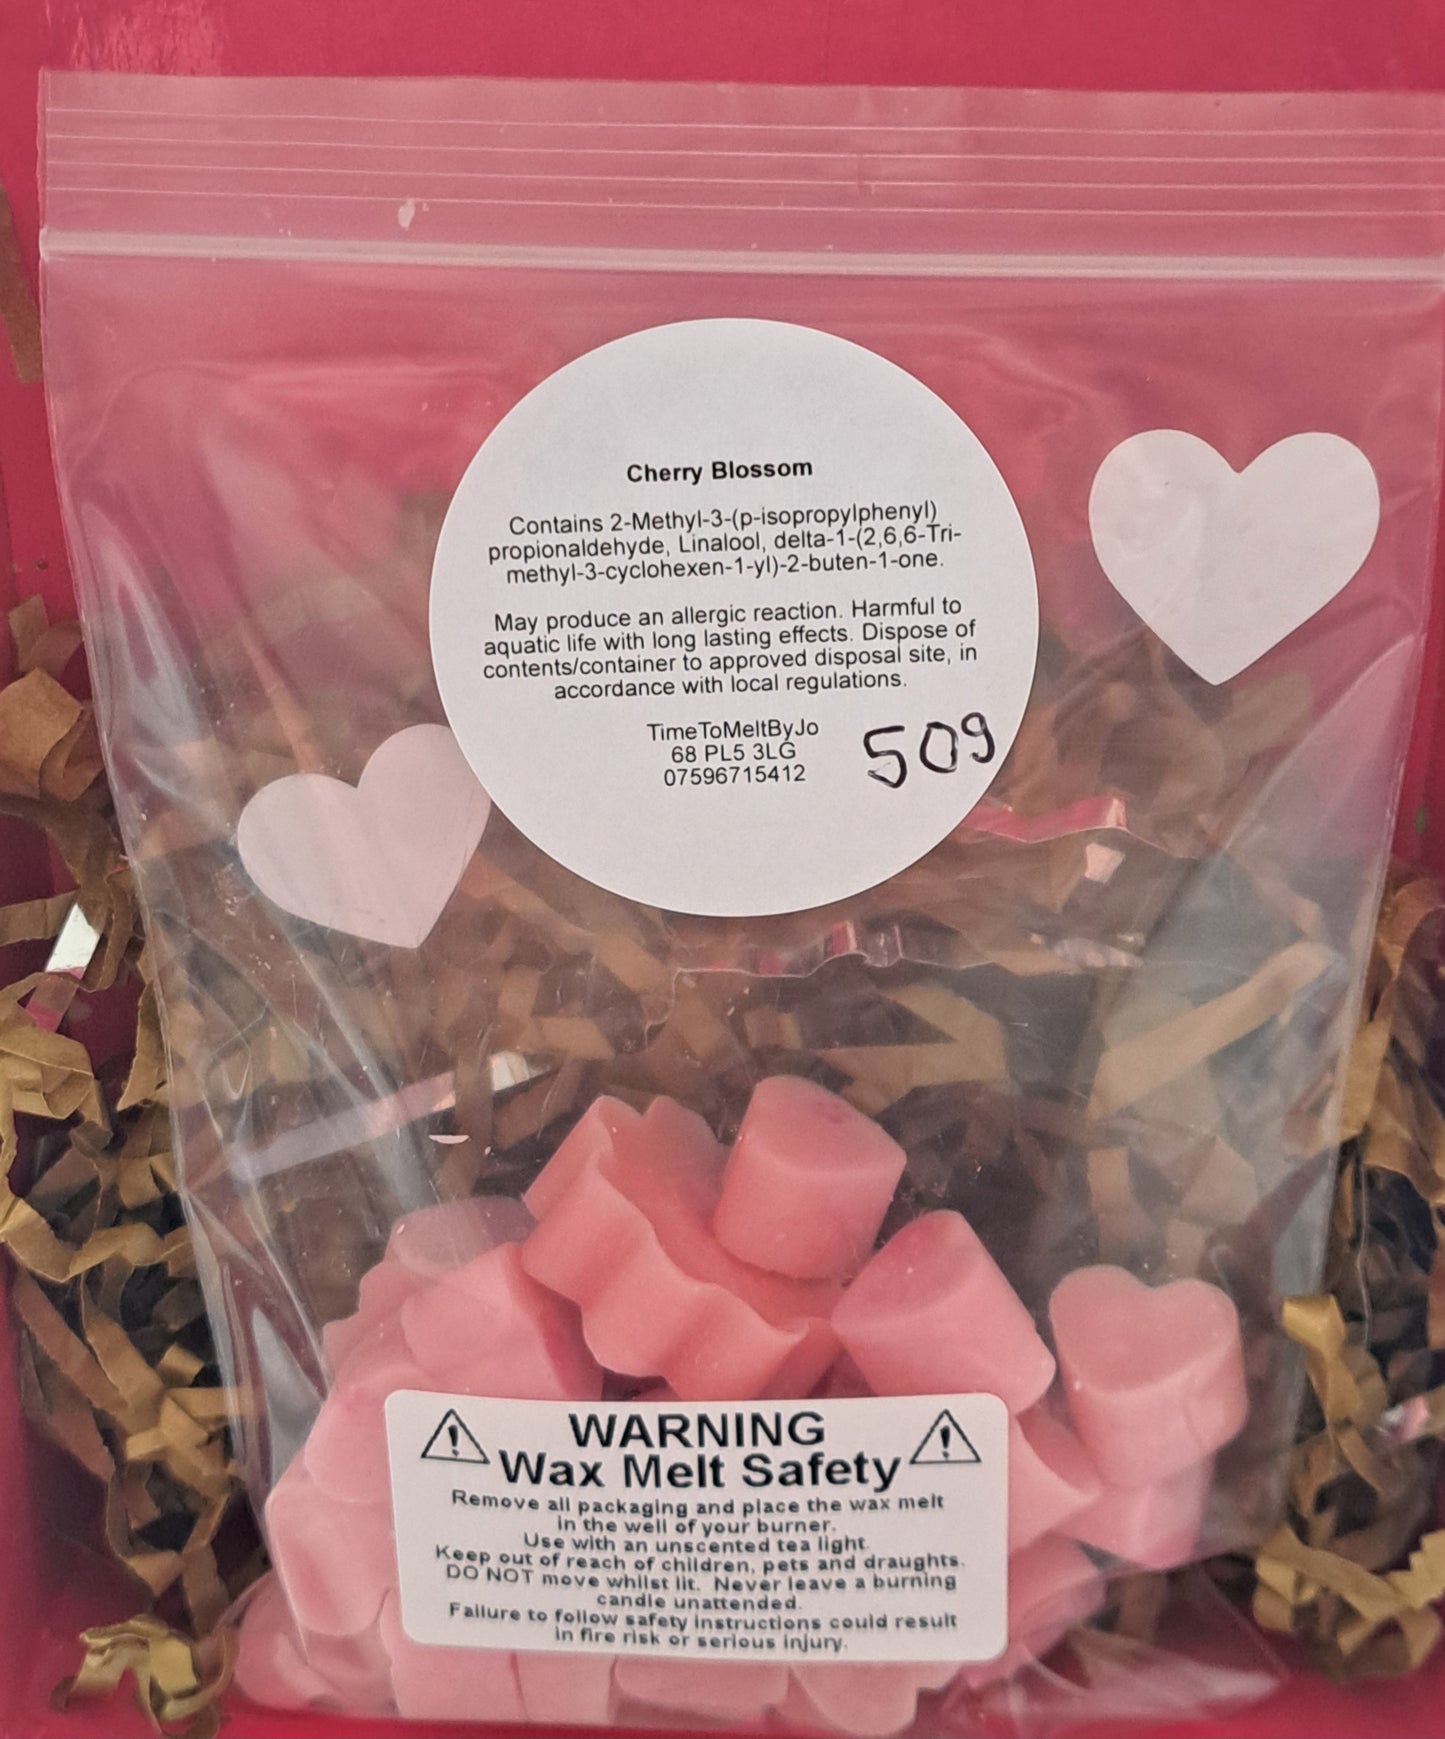 Cherry Blossom
Contains 2-Methyl-3-(p-isopropylphenyl)
propionaldehyde, Linalool, delta-1-(2,6,6-Tri-
methyl-3-cyclohexen-1-yl)-2-buten-1-one.
May produce an allergic reaction. Harmful to
aquatic life with long lasting effects. Dispose of
contents/container to approved disposal site, in
accordance with local regulations.
TimeToMeltByJo
68 PL5 3LG
07596715412
50g
WARNING
Wax Melt Safety
Remove all packaging and place the wax melt
in the well of your burner.
Use with an unscented tea light.
Keep out of reach of children, pets and draughts.
DO NOT move whilst lit. Never leave a burning
candle unattended.
Failure to follow safety instructions could result
in fire risk or serious injury.